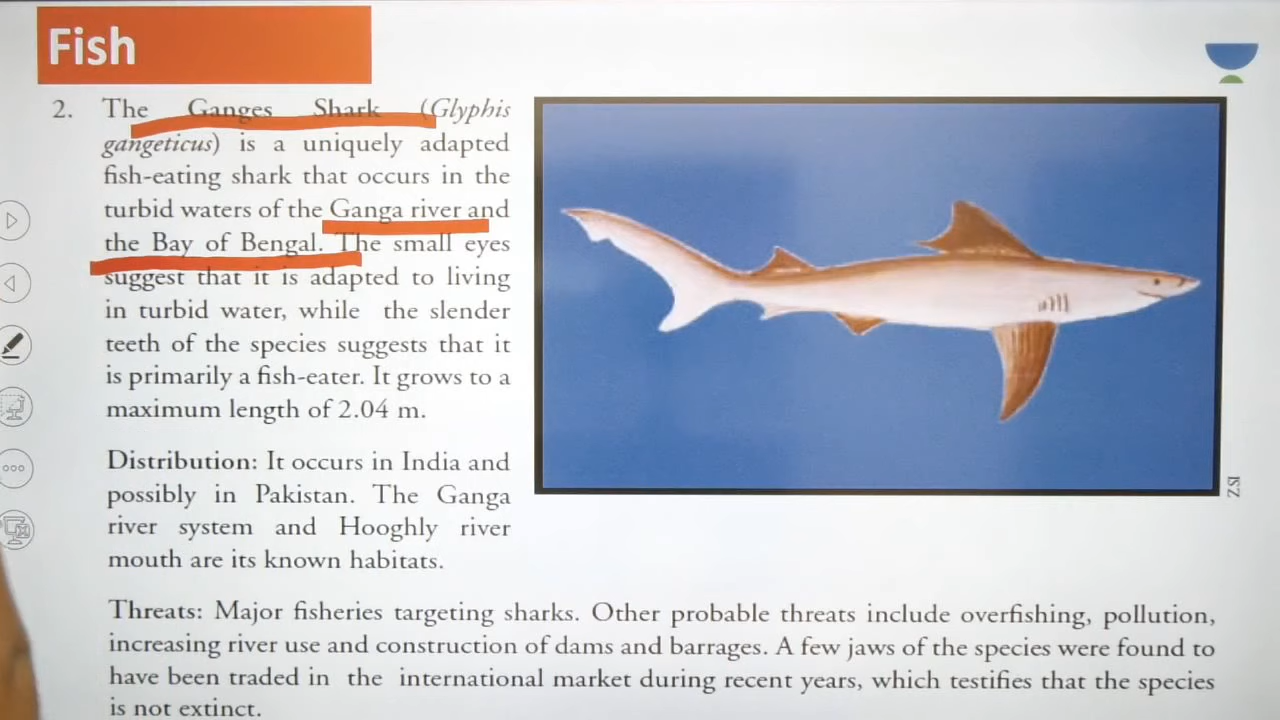 Fish
2. The Ganges Shark (Glyphis
gangeticus) is a uniquely adapted
fish-eating shark that occurs in the
turbid waters of the Ganga river and
the Bay of Bengal. The small eyes
suggest that it is adapted to living
in turbid water, while the slender
teeth of the species suggests that it
is primarily a fish-eater. It grows to a
maximum length of 2.04 m.
ZSI
Distribution: It occurs in India and
possibly in Pakistan. The Ganga
river system and Hooghly river
mouth are its known habitats.
Threats: Major fisheries targeting sharks. Other probable threats include overfishing, pollution,
increasing river use and construction of dams and barrages. A few jaws of the species were found to
have been traded in the international market during recent years, which testifies that the species
is not extinct.